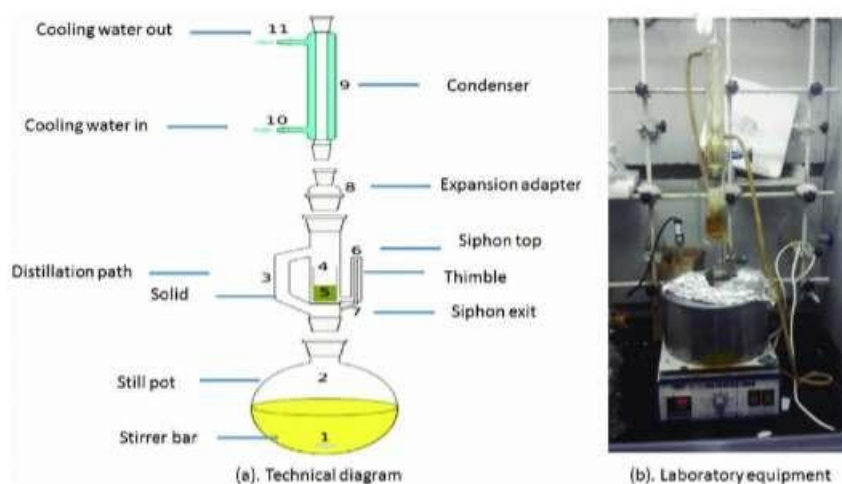 Cooling water out
11
9
Condenser
Cooling water in
10
8
Expansion adapter
Siphon top
6
4
Distillation path
3
Thimble
Solid
5
7
Siphon exit
2
Still pot
Stirrer bar
1
(a). Technical diagram
(b). Laboratory equipment